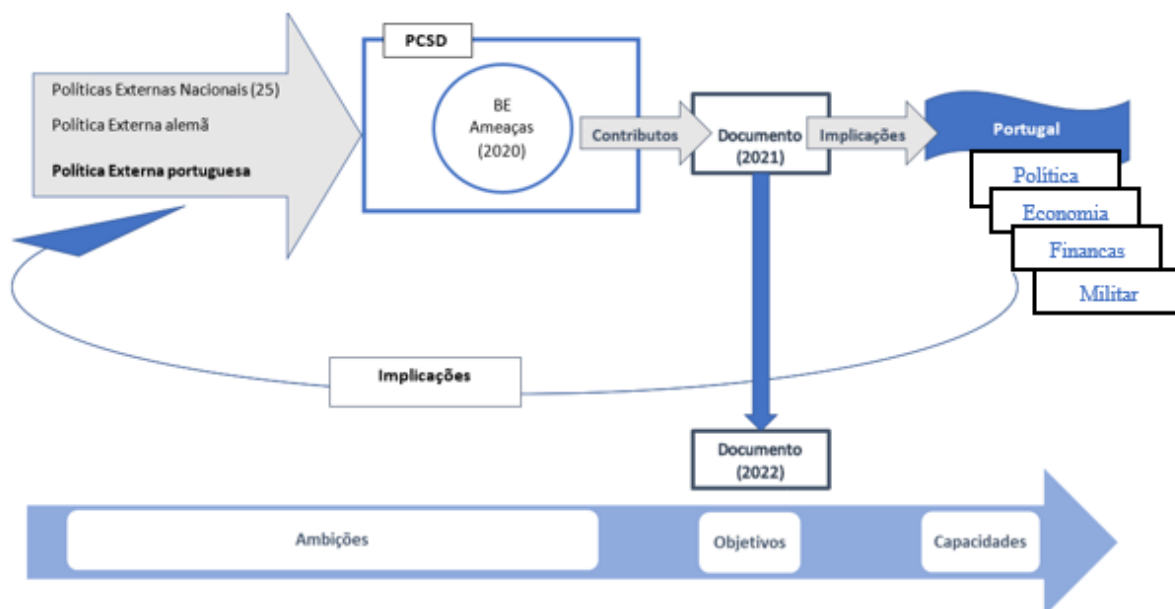 PCSD
Políticas Externas Nacionais (25)
Política Externa alemã
Política Externa portuguesa
BE
Ameaças
(2020)
Contributos
Documento
(2021)
Implicações
Portugal
Política
Economia
Financas
Militar
Implicações
Documento
(2022)
Ambições
Objetivos
Capacidades